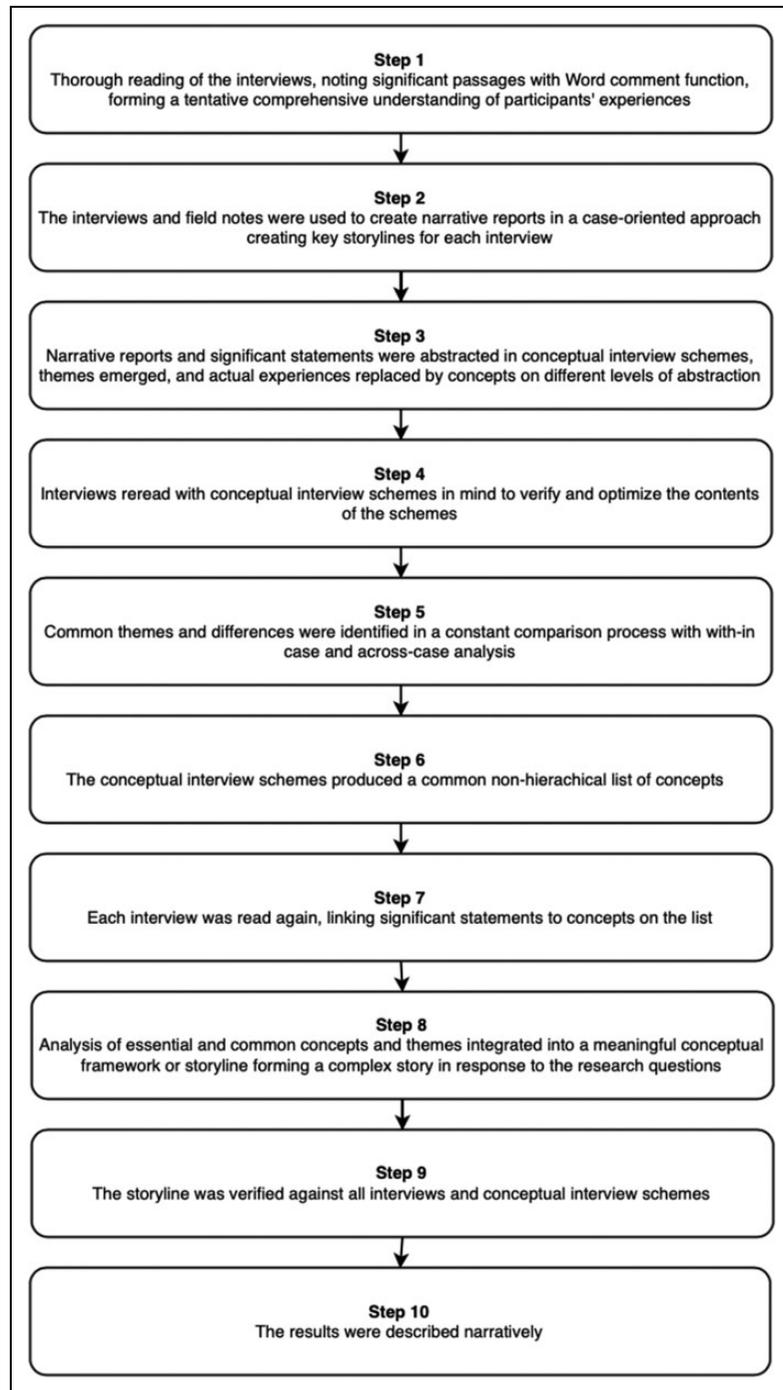 Step 1
Thorough reading of the interviews, noting significant passages with Word comment function,
forming a tentative comprehensive understanding of participants' experiences
Step 2
The interviews and field notes were used to create narrative reports in a case-oriented approach
creating key storylines for each interview
Step 3
Narrative reports and significant statements were abstracted in conceptual interview schemes,
themes emerged, and actual experiences replaced by concepts on different levels of abstraction
Step 4
Interviews reread with conceptual interview schemes in mind to verify and optimize the contents
of the schemes
Step 5
Common themes and differences were identified in a constant comparison process with with-in
case and across-case analysis
Step 6
The conceptual interview schemes produced a common non-hierachical list of concepts
Step 7
Each interview was read again, linking significant statements to concepts on the list
Step 8
Analysis of essential and common concepts and themes integrated into a meaningful conceptual
framework or storyline forming a complex story in response to the research questions
Step 9
The storyline was verified against all interviews and conceptual interview schemes
Step 10
The results were described narratively